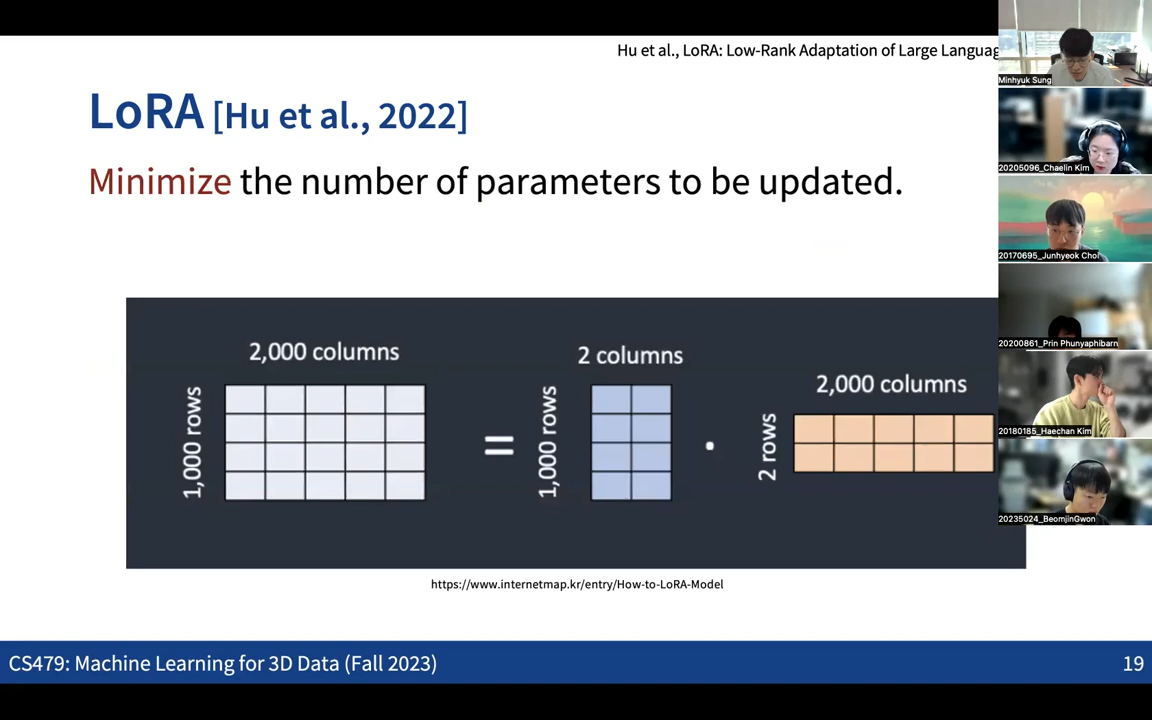 Hu et al., LoRA: Low-Rank Adaptation of Large
LoRA [Hu et al., 2022]
Minimize the number of parameters to be updated.
2,000 columns
1,000 rows
=
2 columns
1,000 rows
·
2,000 columns
2 rows
https://www.internetmap.kr/entry/How-to-LoRA-Model
CS479: Machine Learning for 3D Data (Fall 2023)
19
Minhyuk Sung
20205096_Chaelin Kim
20170695_Junhyeok Choi
20200861_Prin Phunyaphibarn
20180185_Haechan Kim
20235024_BeomjinGwon